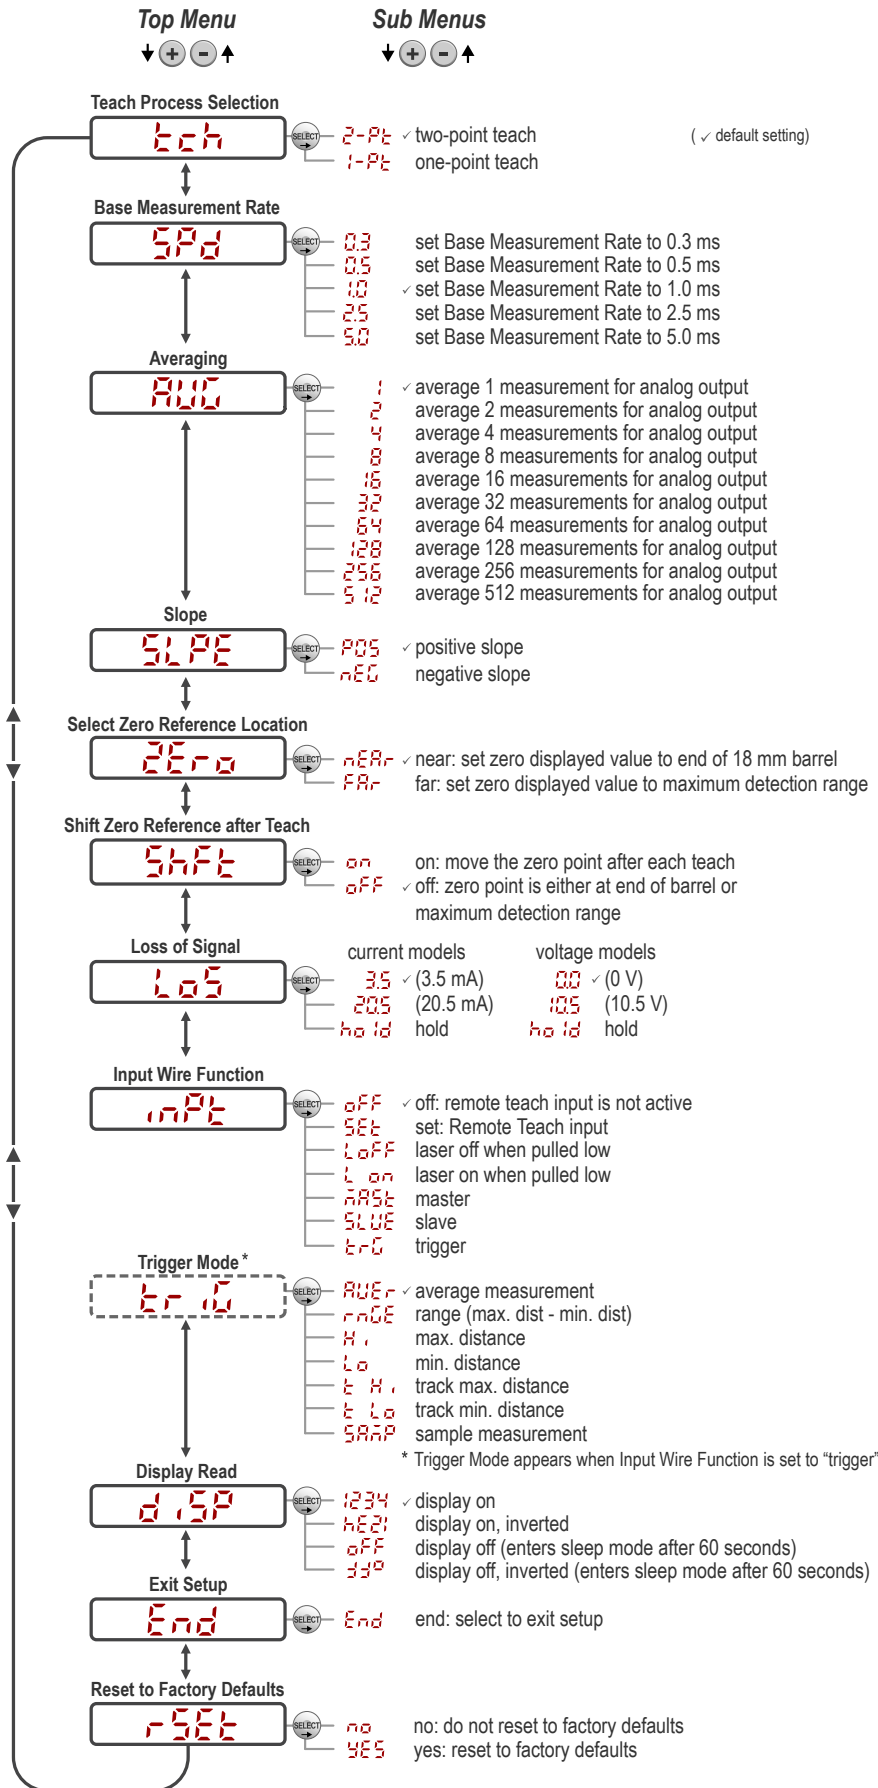 Top Menu Sub Menus
+ - + -
Teach Process Selection
tch SELECT 2-Pt ✓ two-point teach ( ✓ default setting)
1-Pt one-point teach
Base Measurement Rate
SPd SELECT 0.3 set Base Measurement Rate to 0.3 ms
0.5 set Base Measurement Rate to 0.5 ms
1.0 ✓ set Base Measurement Rate to 1.0 ms
2.5 set Base Measurement Rate to 2.5 ms
5.0 set Base Measurement Rate to 5.0 ms
Averaging
AVG SELECT 1 ✓ average 1 measurement for analog output
2 average 2 measurements for analog output
4 average 4 measurements for analog output
8 average 8 measurements for analog output
16 average 16 measurements for analog output
32 average 32 measurements for analog output
64 average 64 measurements for analog output
128 average 128 measurements for analog output
256 average 256 measurements for analog output
512 average 512 measurements for analog output
Slope
SLPE SELECT POS ✓ positive slope
nEG negative slope
Select Zero Reference Location
ZEro SELECT nEAr ✓ near: set zero displayed value to end of 18 mm barrel
FAr far: set zero displayed value to maximum detection range
Shift Zero Reference after Teach
ShFt SELECT on on: move the zero point after each teach
oFF ✓ off: zero point is either at end of barrel or
maximum detection range
Loss of Signal current models voltage models
LoS SELECT 3.5 ✓ (3.5 mA) 0.0 ✓ (0 V)
20.5 (20.5 mA) 10.5 (10.5 V)
hold hold hold hold
Input Wire Function
inPt SELECT oFF ✓ off: remote teach input is not active
SEt set: Remote Teach input
LoFF laser off when pulled low
L on laser on when pulled low
mASt master
SLVE slave
trG trigger
Trigger Mode *
triG SELECT AVEr ✓ average measurement
rnGE range (max. dist - min. dist)
Hi max. distance
Lo min. distance
t Hi track max. distance
t Lo track min. distance
SAmP sample measurement
* Trigger Mode appears when Input Wire Function is set to "trigger"
Display Read
diSP SELECT 1234 ✓ display on
hEZI display on, inverted
oFF display off (enters sleep mode after 60 seconds)
display off, inverted (enters sleep mode after 60 seconds)
Exit Setup
End SELECT End end: select to exit setup
Reset to Factory Defaults
rSEt SELECT no no: do not reset to factory defaults
YES yes: reset to factory defaults